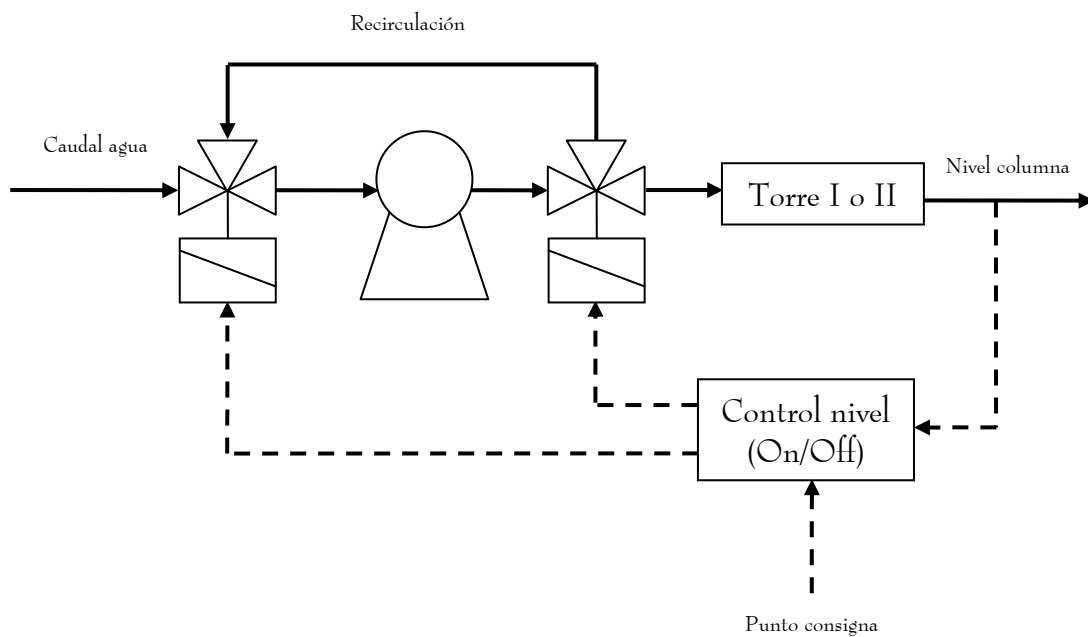 Recirculación
Caudal agua
Nivel columna
Torre I o II
Control nivel
(On/Off)
Punto consigna